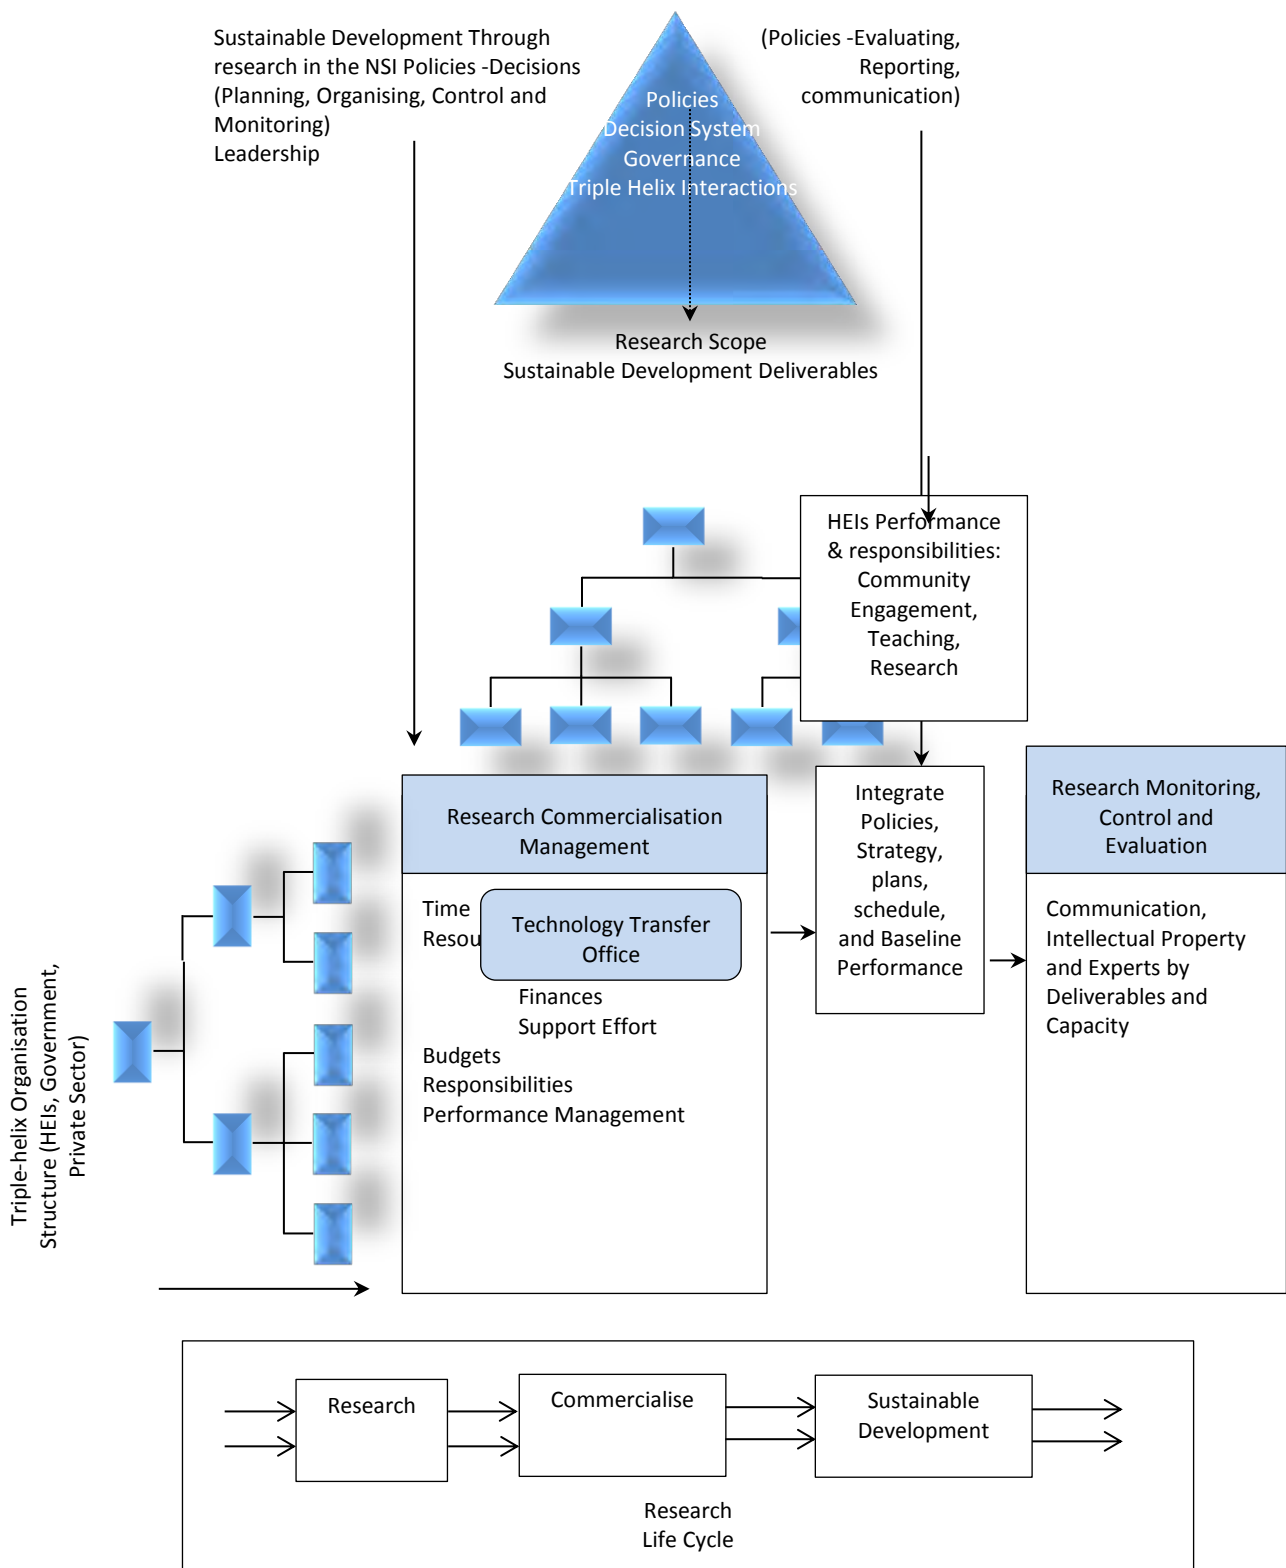 Sustainable Development Through
research in the NSI Policies -Decisions
(Planning, Organising, Control and
Monitoring)
Leadership
(Policies -Evaluating,
Reporting,
communication)
Policies
Decision System
Governance
Triple Helix Interactions
Research Scope
Sustainable Development Deliverables
HEIs Performance
& responsibilities:
Community
Engagement,
Teaching,
Research
Integrate
Policies,
Strategy,
plans,
schedule,
and Baseline
Performance
Research Commercialisation
Management
Time
Resou
Technology Transfer
Office
Finances
Support Effort
Budgets
Responsibilities
Performance Management
Research Monitoring,
Control and
Evaluation
Communication,
Intellectual Property
and Experts by
Deliverables and
Capacity
Triple-helix Organisation
Structure (HEIs, Government,
Private Sector)
Research
Commercialise
Sustainable
Development
Research
Life Cycle